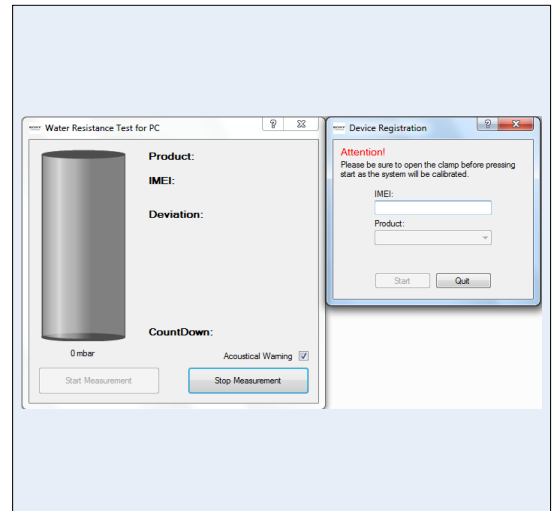 Water Resistance Test for PC
Product:
IMEI:
Deviation:
CountDown:
0 mbar
Acoustical Warning
Start Measurement
Stop Measurement
Device Registration
Attention!
Please be sure to open the clamp before pressing
start as the system will be calibrated.
IMEI:
Product:
Start
Quit